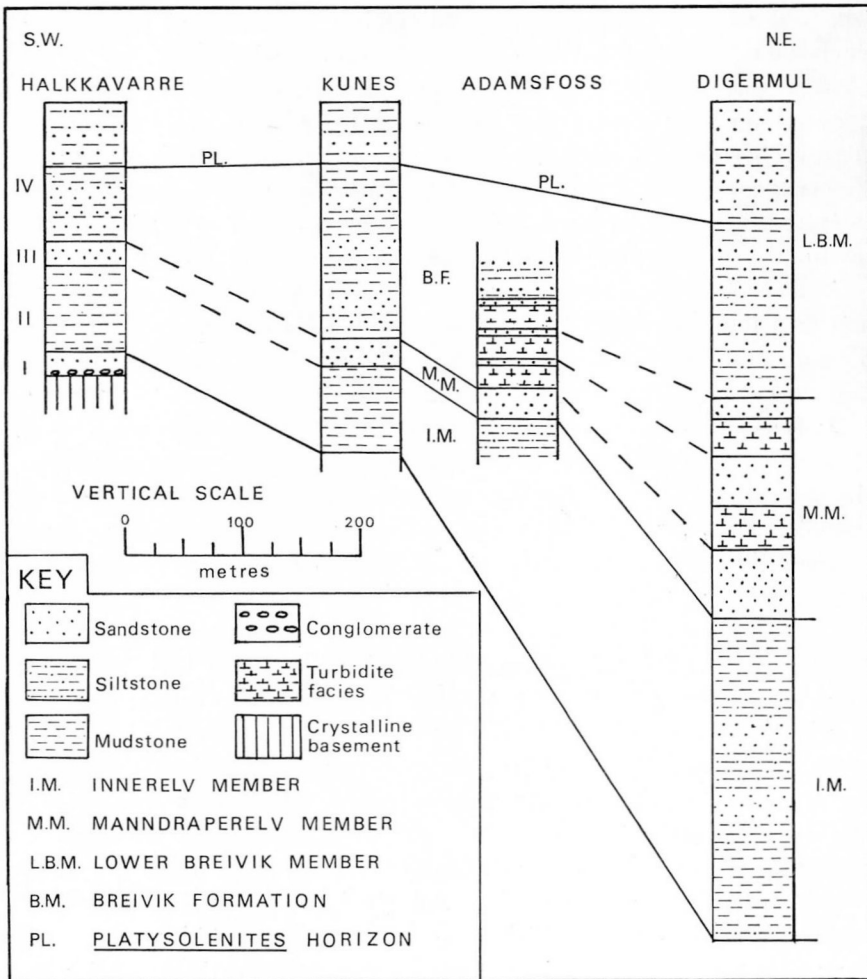 S.W. N.E.
HALKKAVARRE KUNES ADAMSFOSS DIGERMUL
PL.
PL.
IV
L.B.M.
III
B.F.
II
M.M.
I
I.M.
VERTICAL SCALE
0 100 200
metres
M.M.
KEY
Sandstone Conglomerate
Siltstone Turbidite facies
Mudstone Crystalline basement
I.M. INNERELV MEMBER
I.M.
M.M. MANNDRAPERELV MEMBER
L.B.M. LOWER BREIVIK MEMBER
B.M. BREIVIK FORMATION
PL. PLATYSOLENITES HORIZON